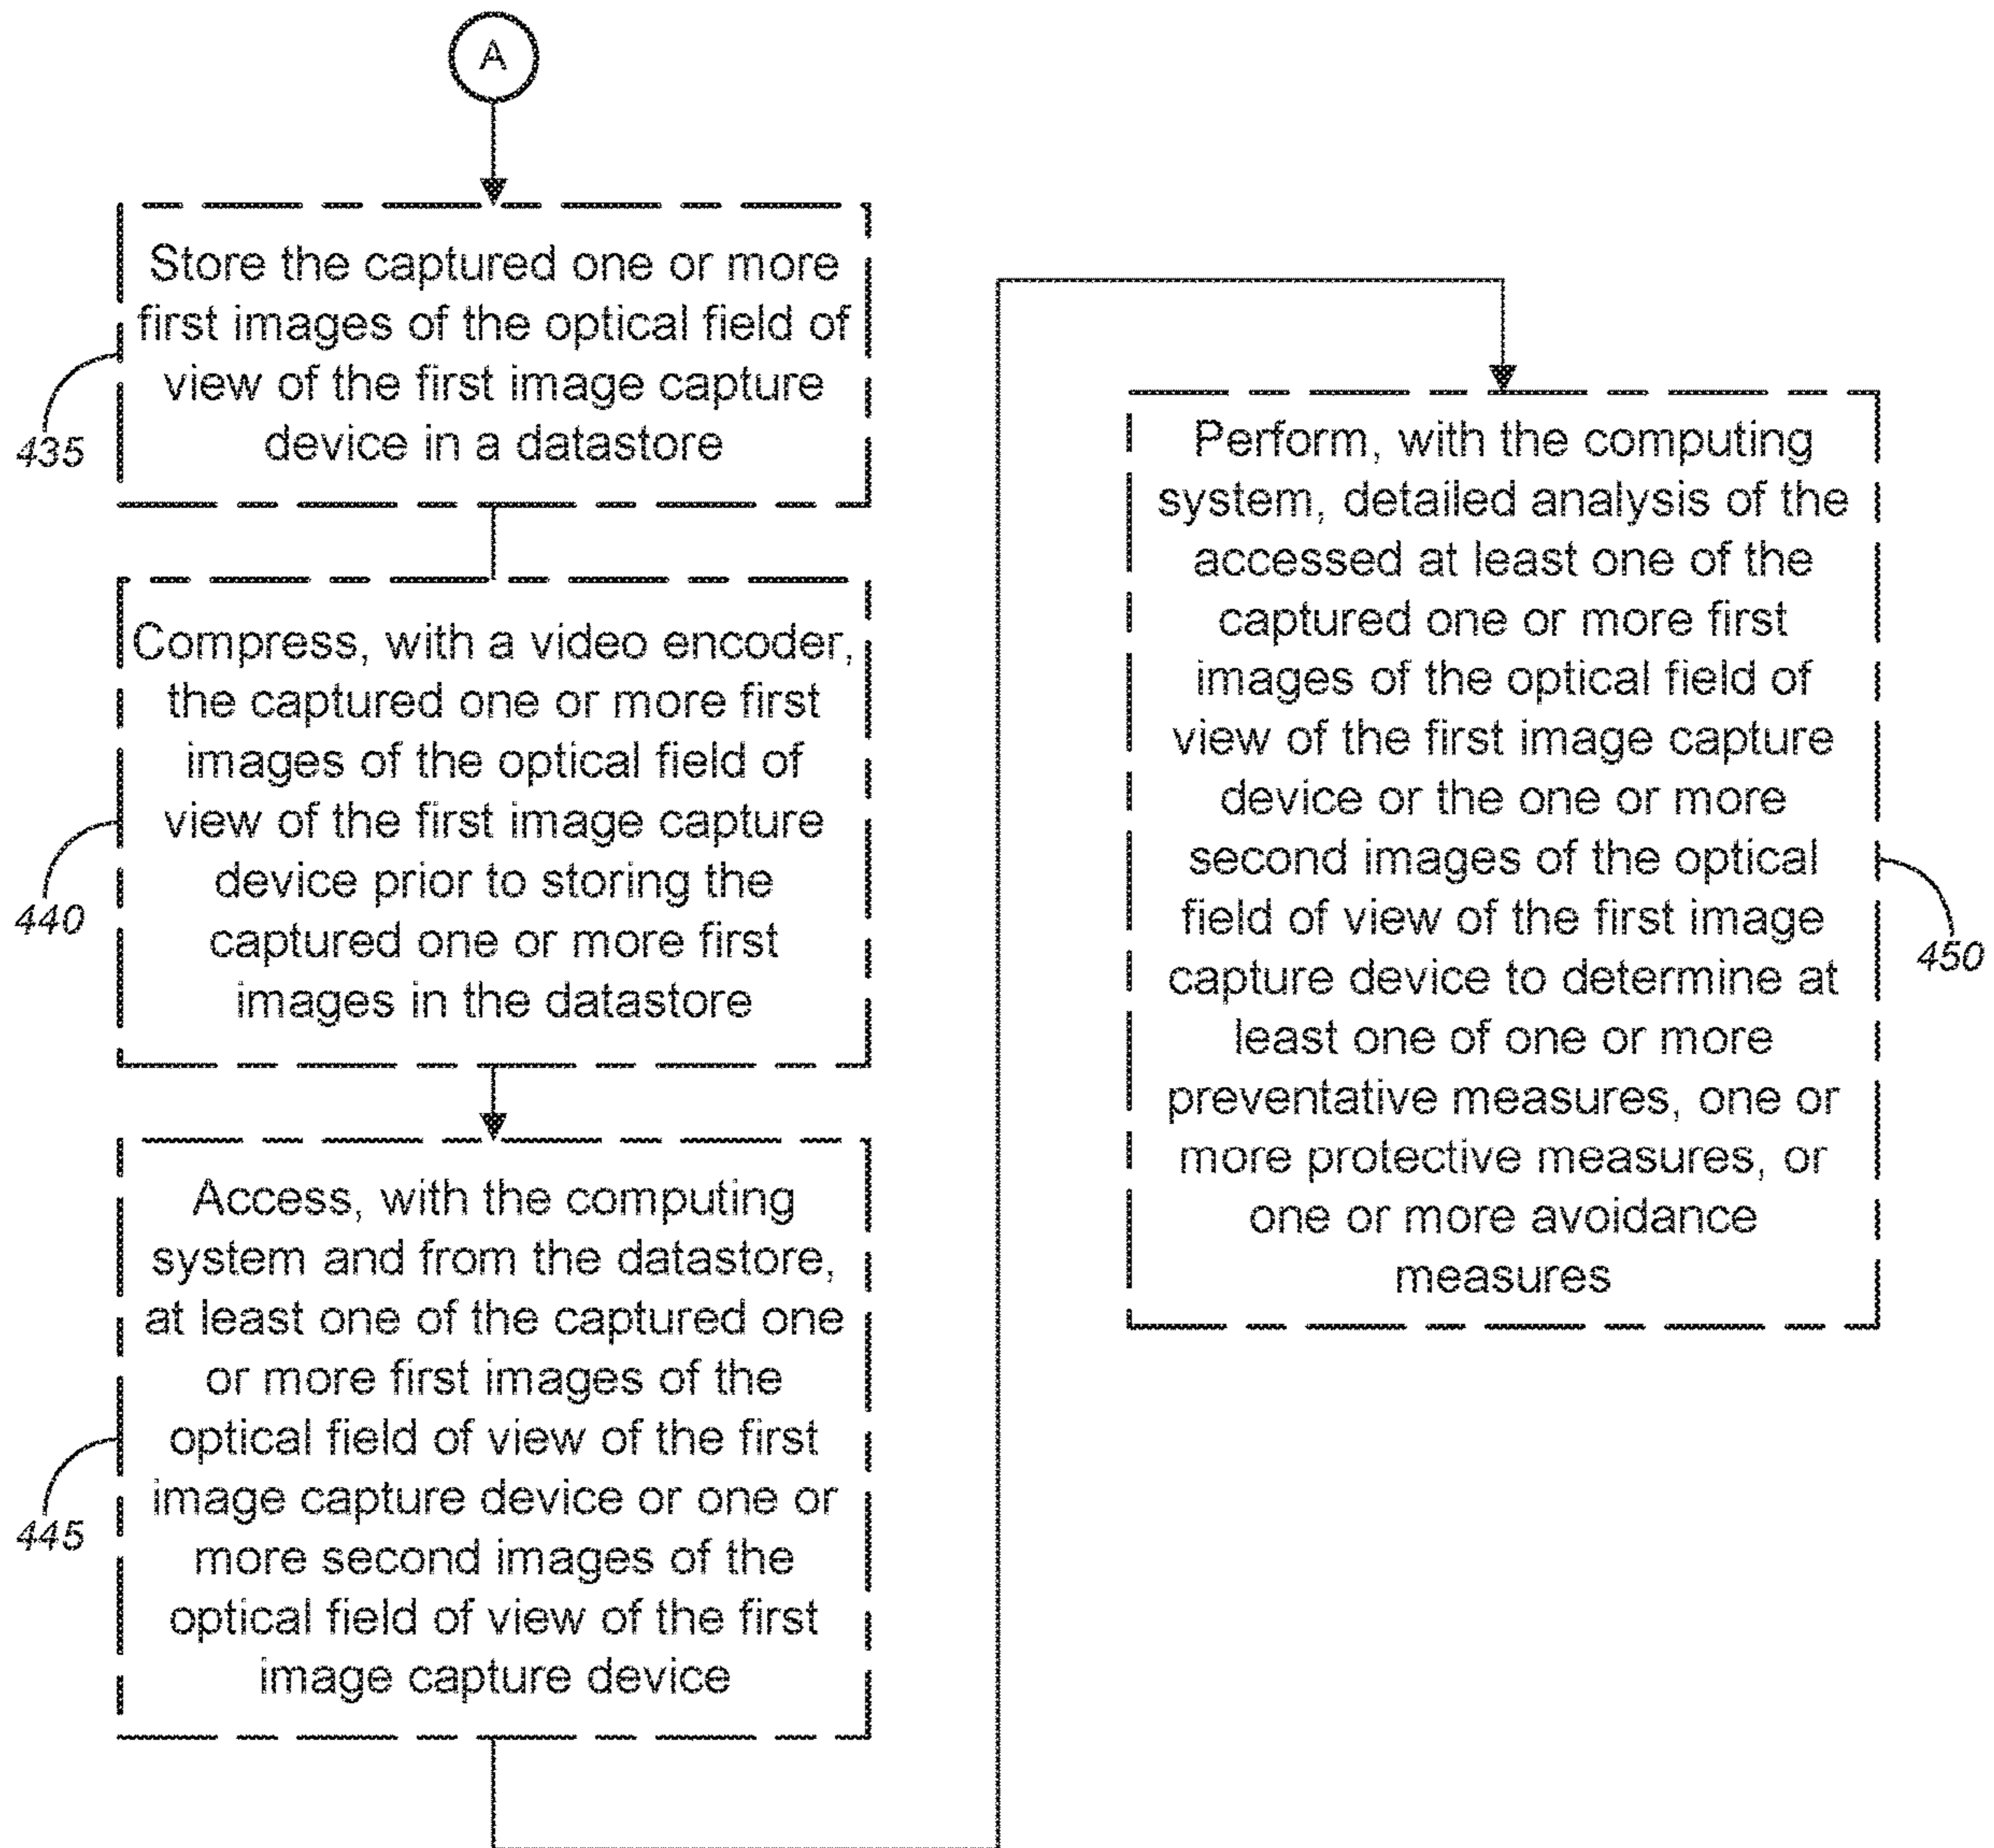 A
Store the captured one or more
first images of the optical field of
view of the first image capture
device in a datastore
435
Compress, with a video encoder,
the captured one or more first
images of the optical field of
view of the first image capture
device prior to storing the
captured one or more first
images in the datastore
440
Access, with the computing
system and from the datastore,
at least one of the captured one
or more first images of the
optical field of view of the first
image capture device or one or
more second images of the
optical field of view of the first
image capture device
445
Perform, with the computing
system, detailed analysis of the
accessed at least one of the
captured one or more first
images of the optical field of
view of the first image capture
device or the one or more
second images of the optical
field of view of the first image
capture device to determine at
least one of one or more
preventative measures, one or
more protective measures, or
one or more avoidance
measures
450